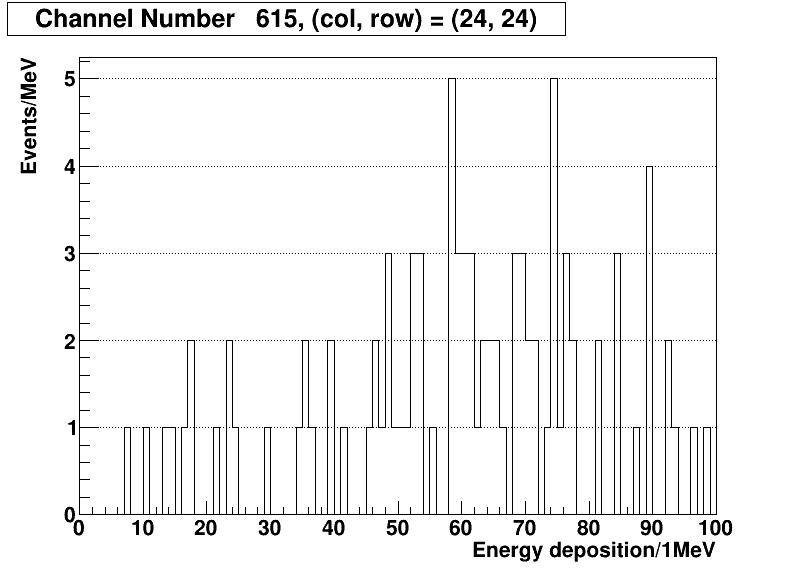 Channel Number 615, (col, row) = (24, 24)
Events/MeV
5
4
3
2
1
0
0 10 20 30 40 50 60 70 80 90 100
Energy deposition/1MeV